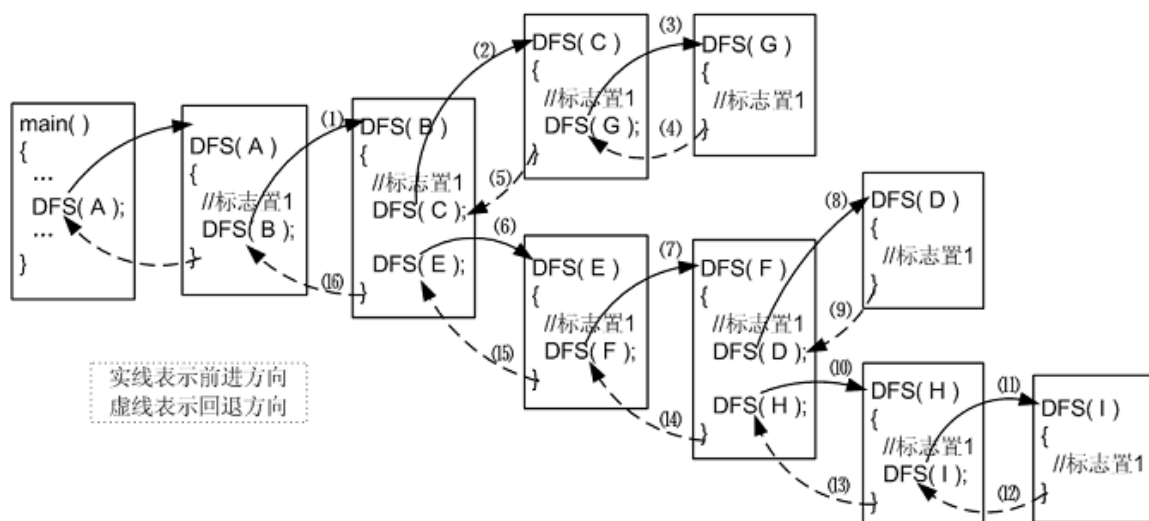 main( )
{
...
DFS( A );
...
}
DFS( A )
{
//标志置1
DFS( B );
}
DFS( B )
{
//标志置1
DFS( C );
DFS( E );
}
DFS( C )
{
//标志置1
DFS( G );
}
DFS( G )
{
//标志置1
}
DFS( E )
{
//标志置1
DFS( F );
}
DFS( F )
{
//标志置1
DFS( D );
DFS( H );
}
DFS( D )
{
//标志置1
}
DFS( H )
{
//标志置1
DFS( I );
}
DFS( I )
{
//标志置1
}
(1)
(2)
(3)
(4)
(5)
(6)
(7)
(8)
(9)
(10)
(11)
(12)
(13)
(14)
(15)
(16)
实线表示前进方向
虚线表示回退方向